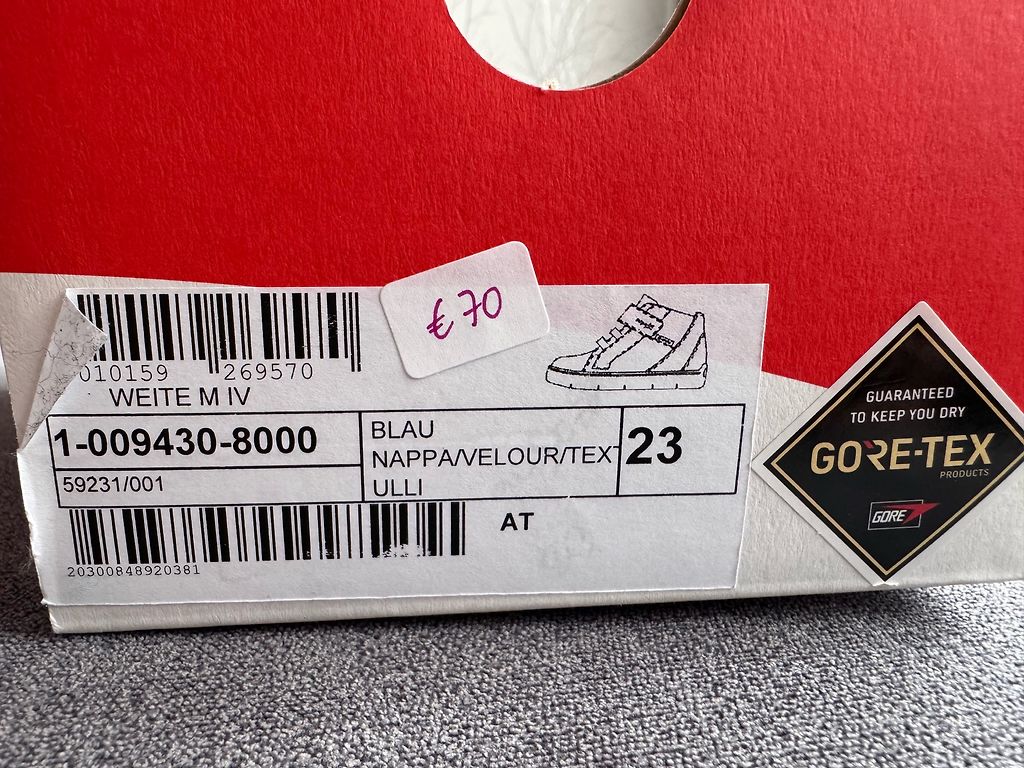 € 70
010159 269570
WEITE M IV
1-009430-8000
59231/001
BLAU
NAPPA/VELOUR/TEXT
ULLI
23
AT
20300848920381
GUARANTEED
TO KEEP YOU DRY
GORE-TEX
PRODUCTS
GORE